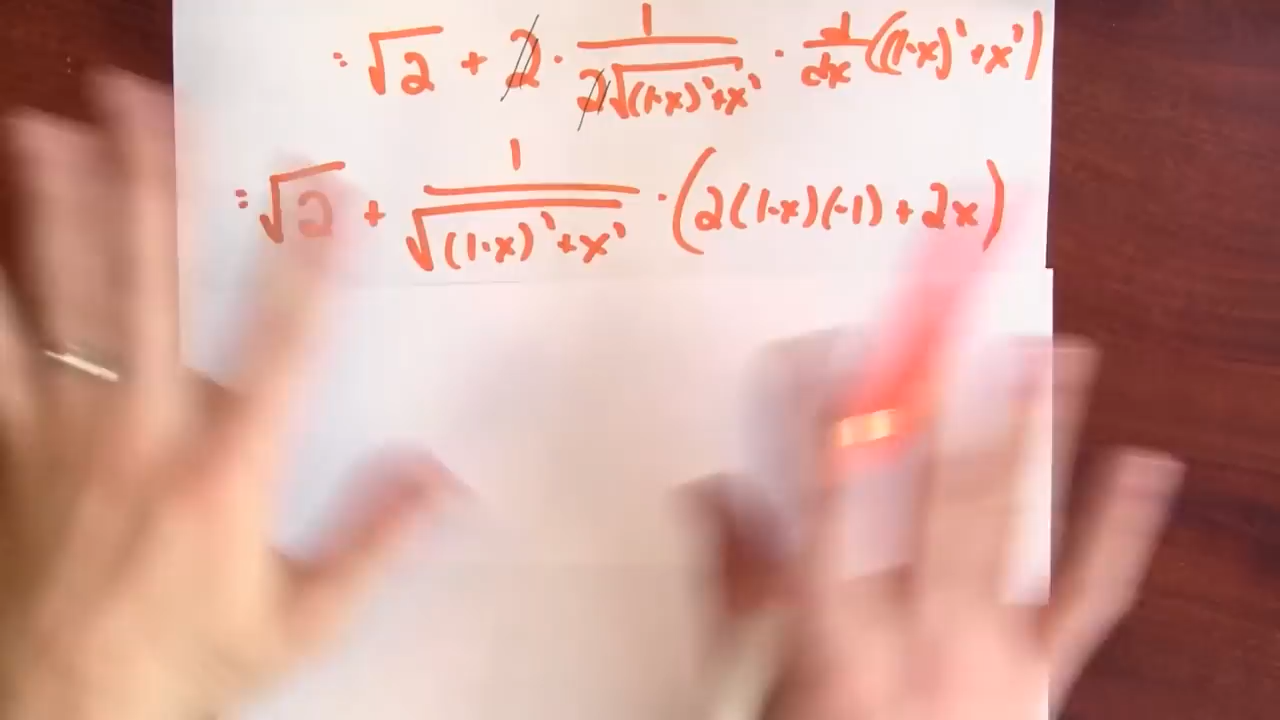 = √2 + 2 · 1/(2√((1-x)²+x²)) · d/dx((1-x)²+x²)
= √2 + 1/√((1-x)²+x²) · (2(1-x)(-1) + 2x)